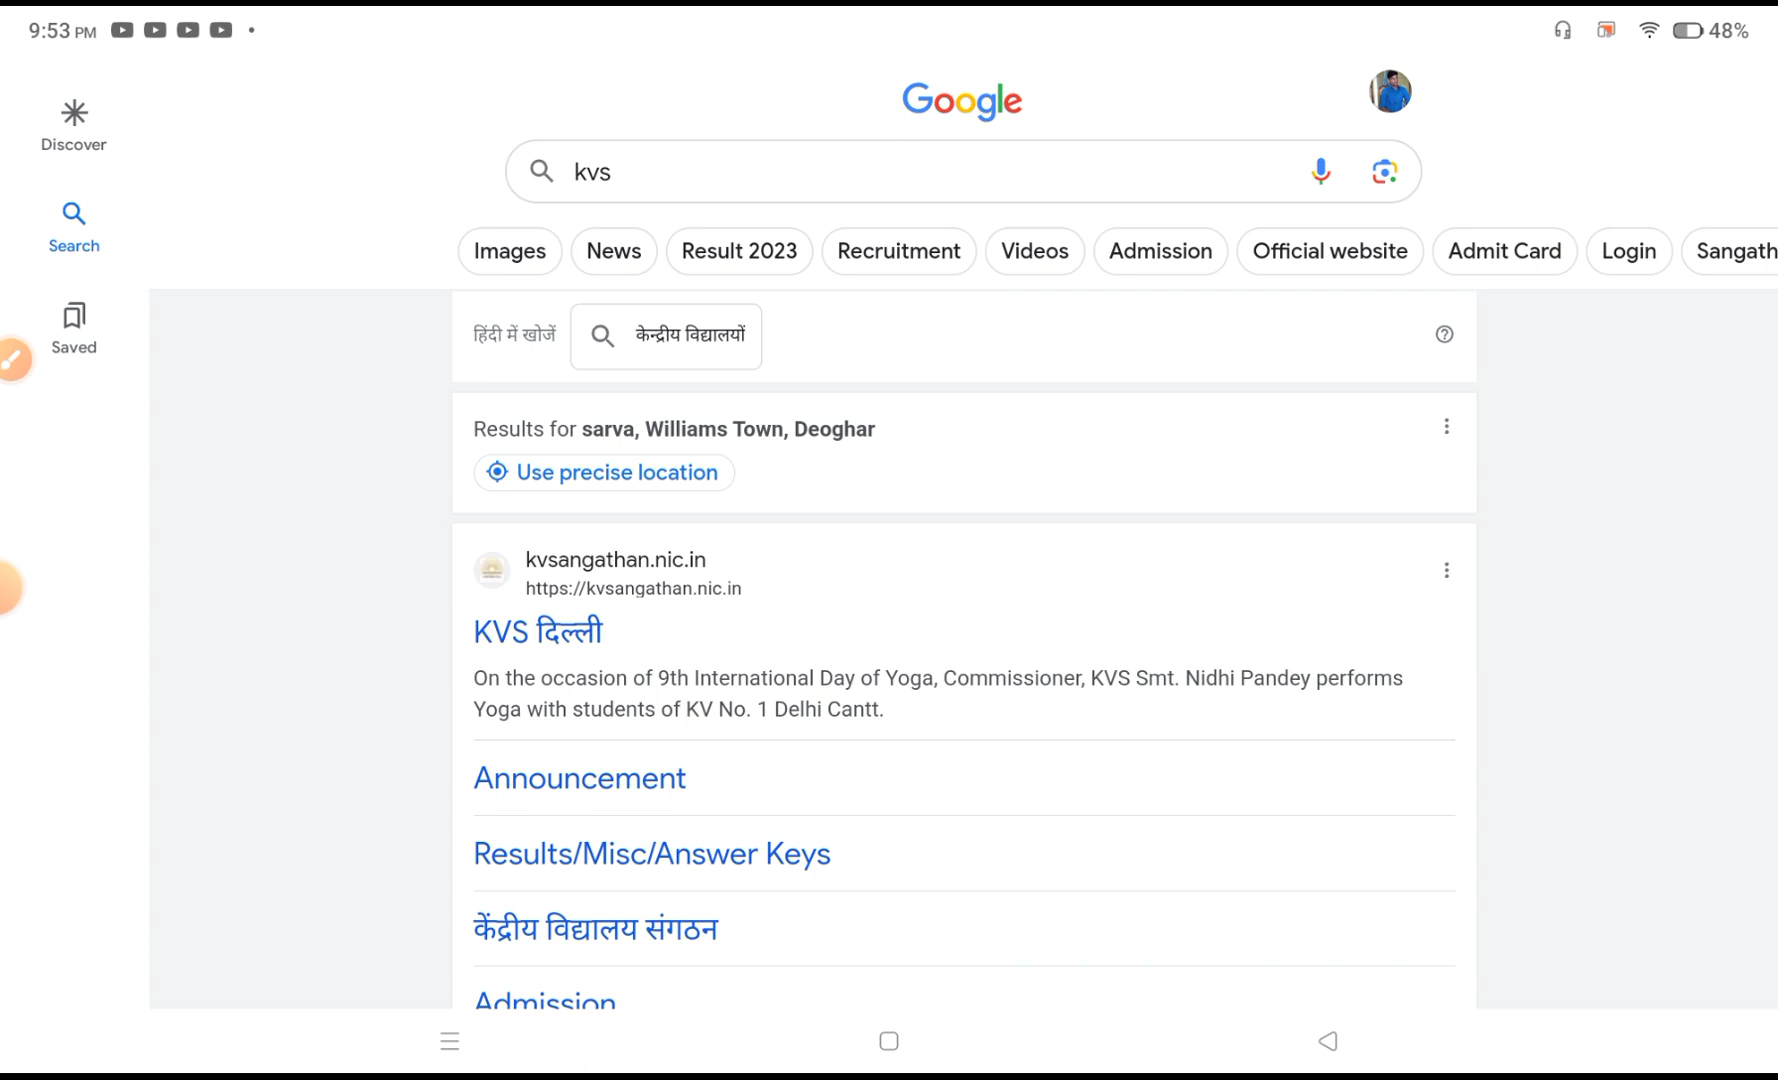 9:53 PM
48%
Google
Discover
kvs
Search
Images
News
Result 2023
Recruitment
Videos
Admission
Official website
Admit Card
Login
Sangath
Saved
हिंदी में खोजें
केन्द्रीय विद्यालयों
Results for sarva, Williams Town, Deoghar
Use precise location
kvsangathan.nic.in
https://kvsangathan.nic.in
KVS दिल्ली
On the occasion of 9th International Day of Yoga, Commissioner, KVS Smt. Nidhi Pandey performs
Yoga with students of KV No. 1 Delhi Cantt.
Announcement
Results/Misc/Answer Keys
केंद्रीय विद्यालय संगठन
Admission